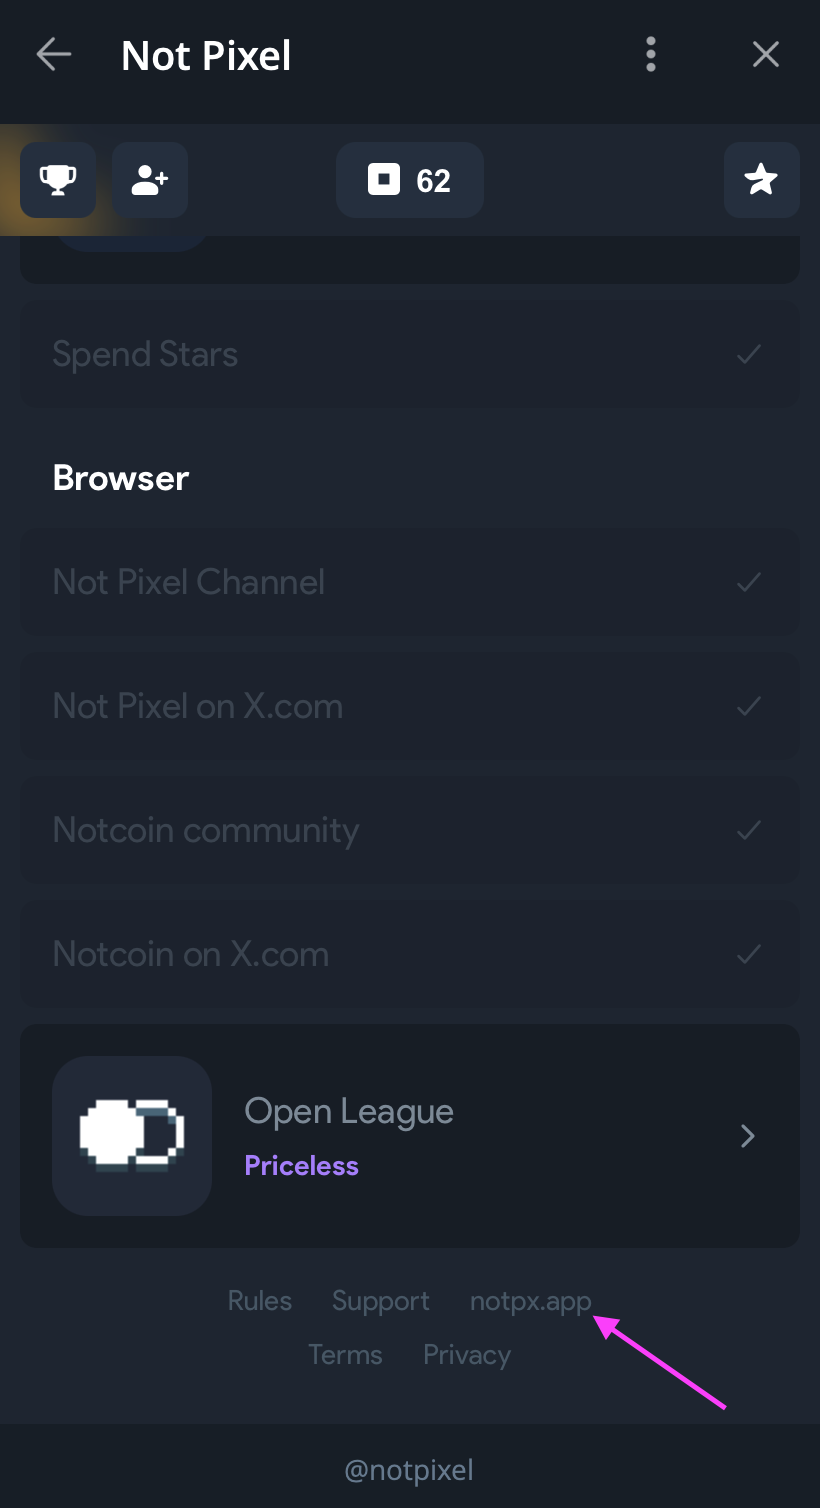 Not Pixel
62
Spend Stars
Browser
Not Pixel Channel
Not Pixel on X.com
Notcoin community
Notcoin on X.com
Open League
Priceless
Rules Support notpx.app
Terms Privacy
@notpixel